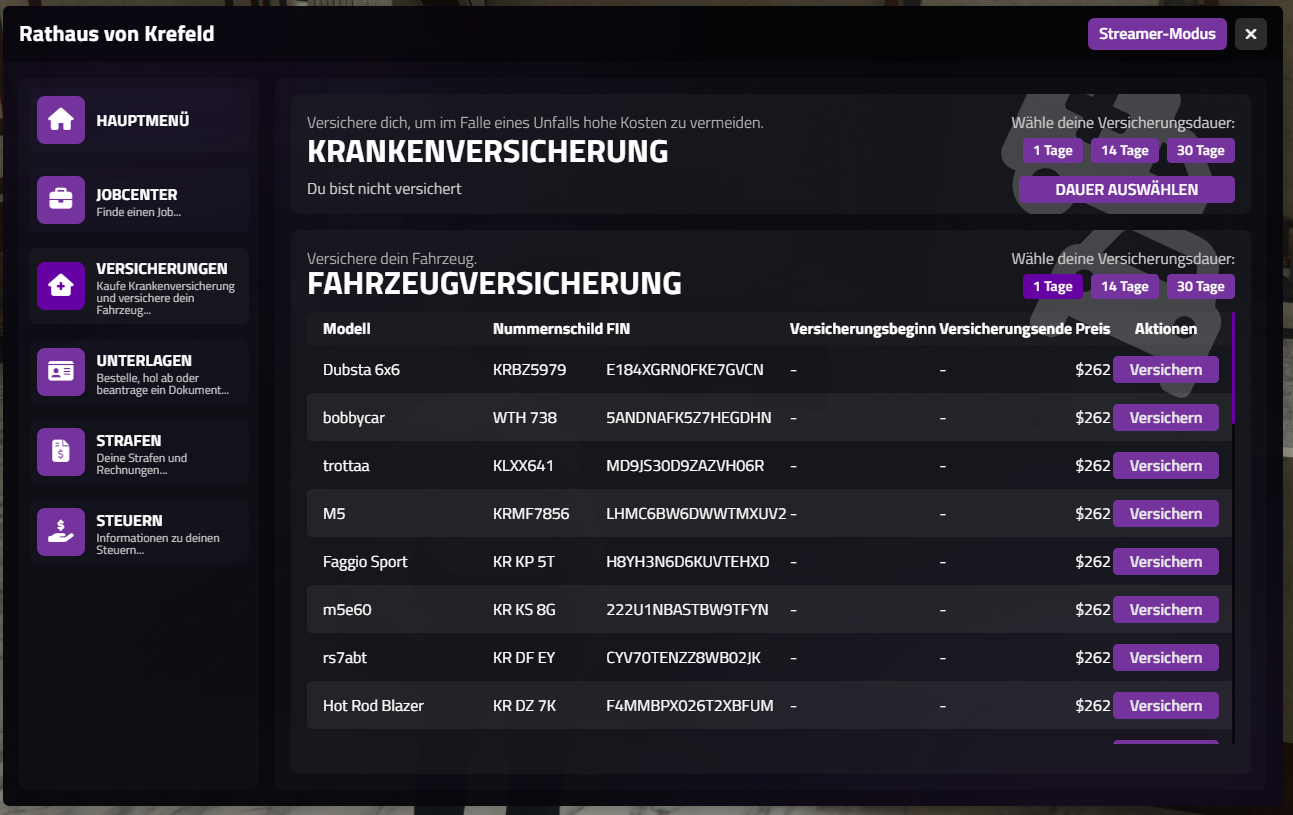 Rathaus von Krefeld
Streamer-Modus
HAUPTMENÜ
JOBCENTER
Finde einen Job...
VERSICHERUNGEN
Kaufe Krankenversicherung
und versichere dein
Fahrzeug...
UNTERLAGEN
Bestelle, hol ab oder
beantrage ein Dokument...
STRAFEN
Deine Strafen und
Rechnungen...
STEUERN
Informationen zu deinen
Steuern...
Versichere dich, um im Falle eines Unfalls hohe Kosten zu vermeiden.
KRANKENVERSICHERUNG
Du bist nicht versichert
Wähle deine Versicherungsdauer:
1 Tage 14 Tage 30 Tage
DAUER AUSWÄHLEN
Versichere dein Fahrzeug.
FAHRZEUGVERSICHERUNG
Wähle deine Versicherungsdauer:
1 Tage 14 Tage 30 Tage
Modell Nummernschild FIN Versicherungsbeginn Versicherungsende Preis Aktionen
Dubsta 6x6 KRBZ5979 E184XGRN0FKE7GVCN - - $262 Versichern
bobbycar WTH 738 5ANDNAFK5Z7HEGDHN - - $262 Versichern
trottaa KLXX641 MD9JS30D9ZAZVH06R - - $262 Versichern
M5 KRMF7856 LHMC6BW6DWWTMXUV2 - - $262 Versichern
Faggio Sport KR KP 5T H8YH3N6D6KUVTEHXD - - $262 Versichern
m5e60 KR KS 8G 222U1NBASTBW9TFYN - - $262 Versichern
rs7abt KR DF EY CYV70TENZZ8WB02JK - - $262 Versichern
Hot Rod Blazer KR DZ 7K F4MMBPX026T2XBFUM - - $262 Versichern